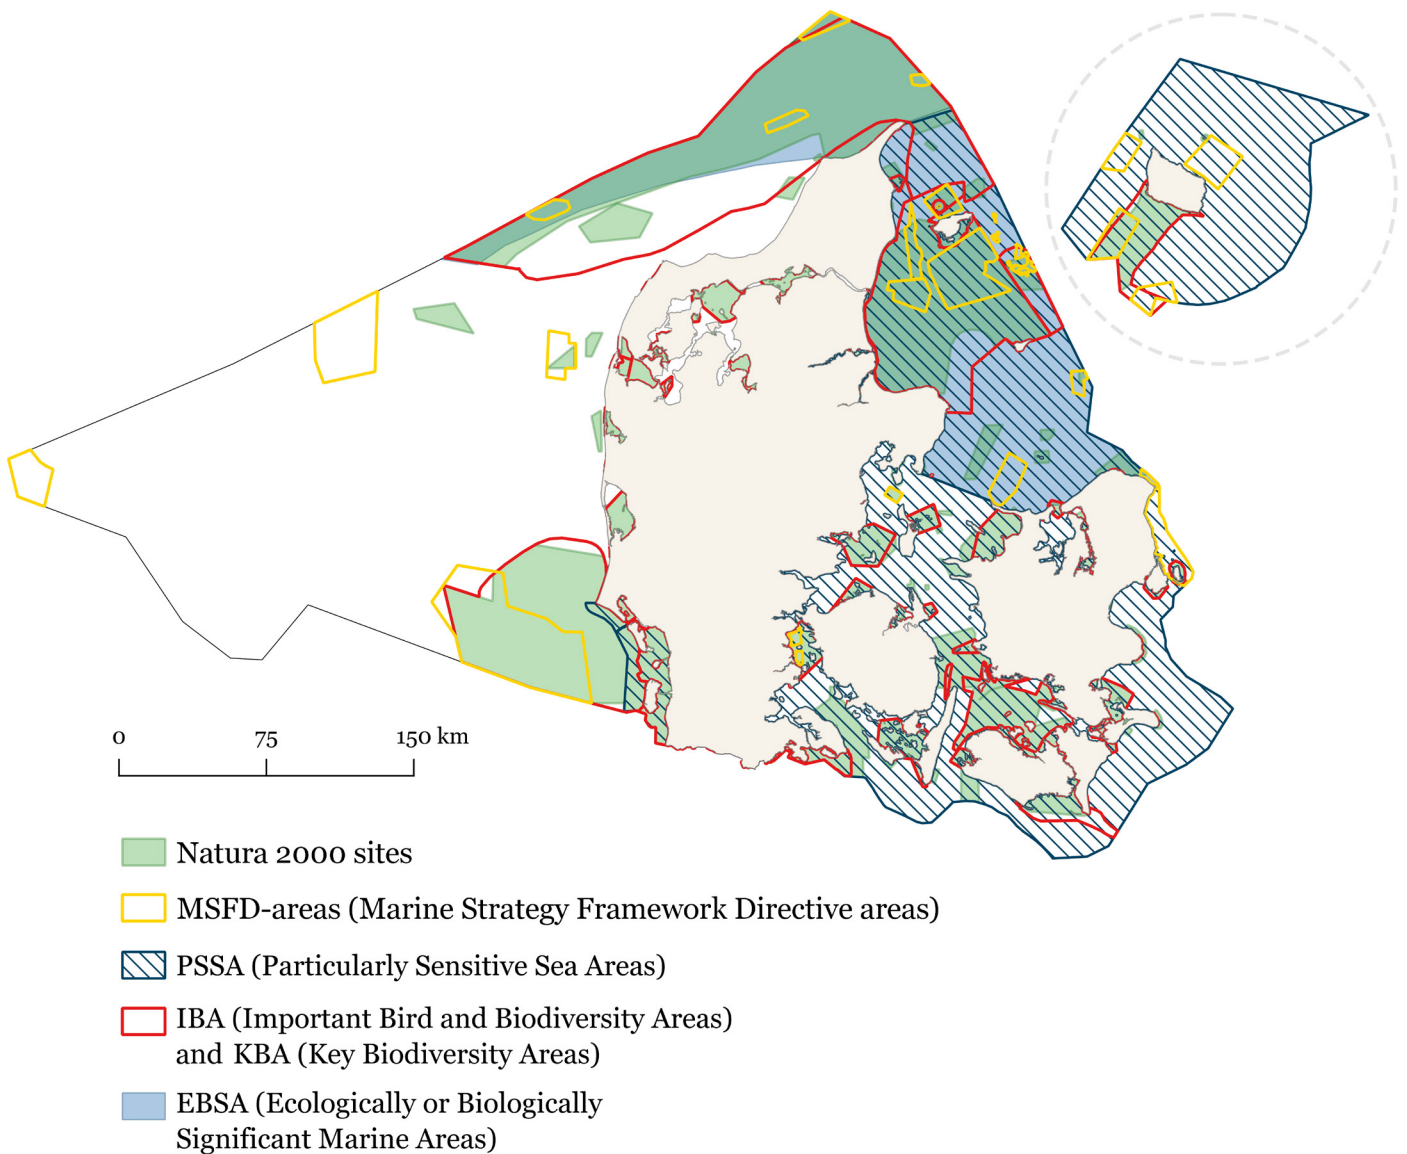 0 75 150 km
Natura 2000 sites
MSFD-areas (Marine Strategy Framework Directive areas)
PSSA (Particularly Sensitive Sea Areas)
IBA (Important Bird and Biodiversity Areas)
and KBA (Key Biodiversity Areas)
EBSA (Ecologically or Biologically
Significant Marine Areas)